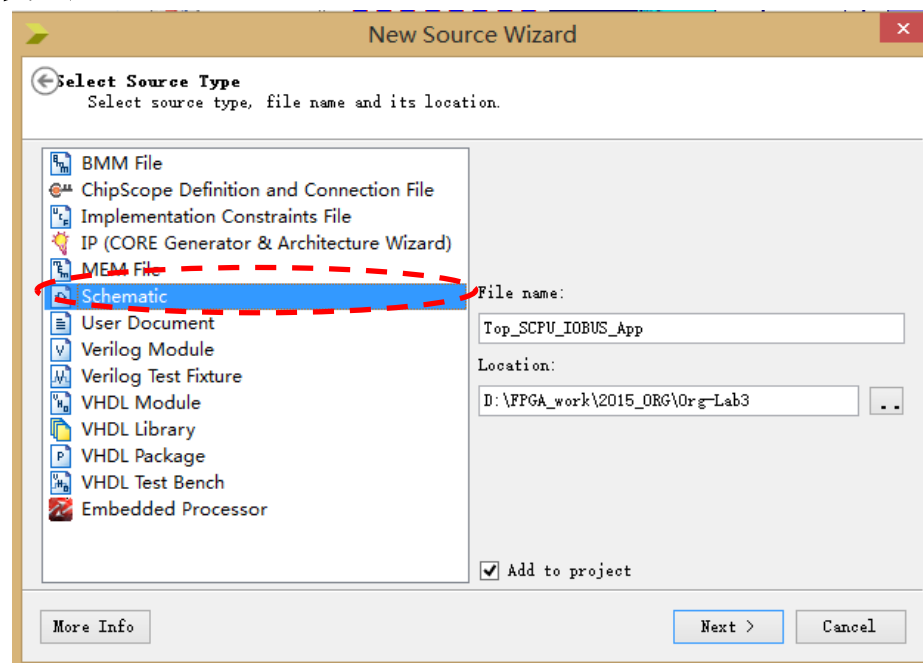 New Source Wizard
Select Source Type
Select source type, file name and its location.
BMM File
ChipScope Definition and Connection File
Implementation Constraints File
IP (CORE Generator & Architecture Wizard)
MEM File
Schematic
User Document
Verilog Module
Verilog Test Fixture
VHDL Module
VHDL Library
VHDL Package
VHDL Test Bench
Embedded Processor
File name:
Top_SCPU_IOBUS_App
Location:
D:\FPGA_work\2015_ORG\Org-Lab3
..
Add to project
More Info
Next >
Cancel